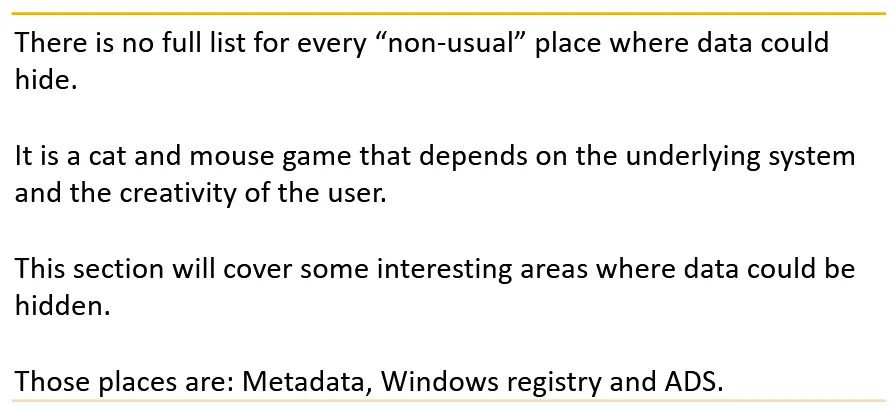 There is no full list for every “non-usual” place where data could
hide.
It is a cat and mouse game that depends on the underlying system
and the creativity of the user.
This section will cover some interesting areas where data could be
hidden.
Those places are: Metadata, Windows registry and ADS.